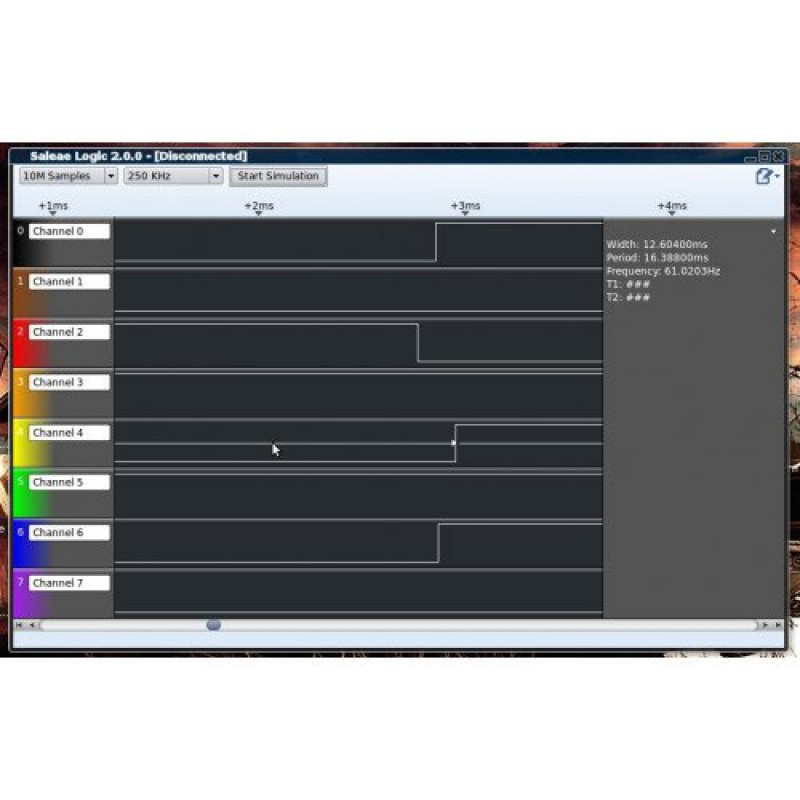 Saleae Logic 2.0.0 - [Disconnected]
10M Samples 250 KHz Start Simulation
+1ms +2ms +3ms +4ms
0 Channel 0
Width: 12.60400ms
Period: 16.38800ms
Frequency: 61.0203Hz
T1: ###
T2: ###
1 Channel 1
2 Channel 2
3 Channel 3
4 Channel 4
5 Channel 5
6 Channel 6
7 Channel 7